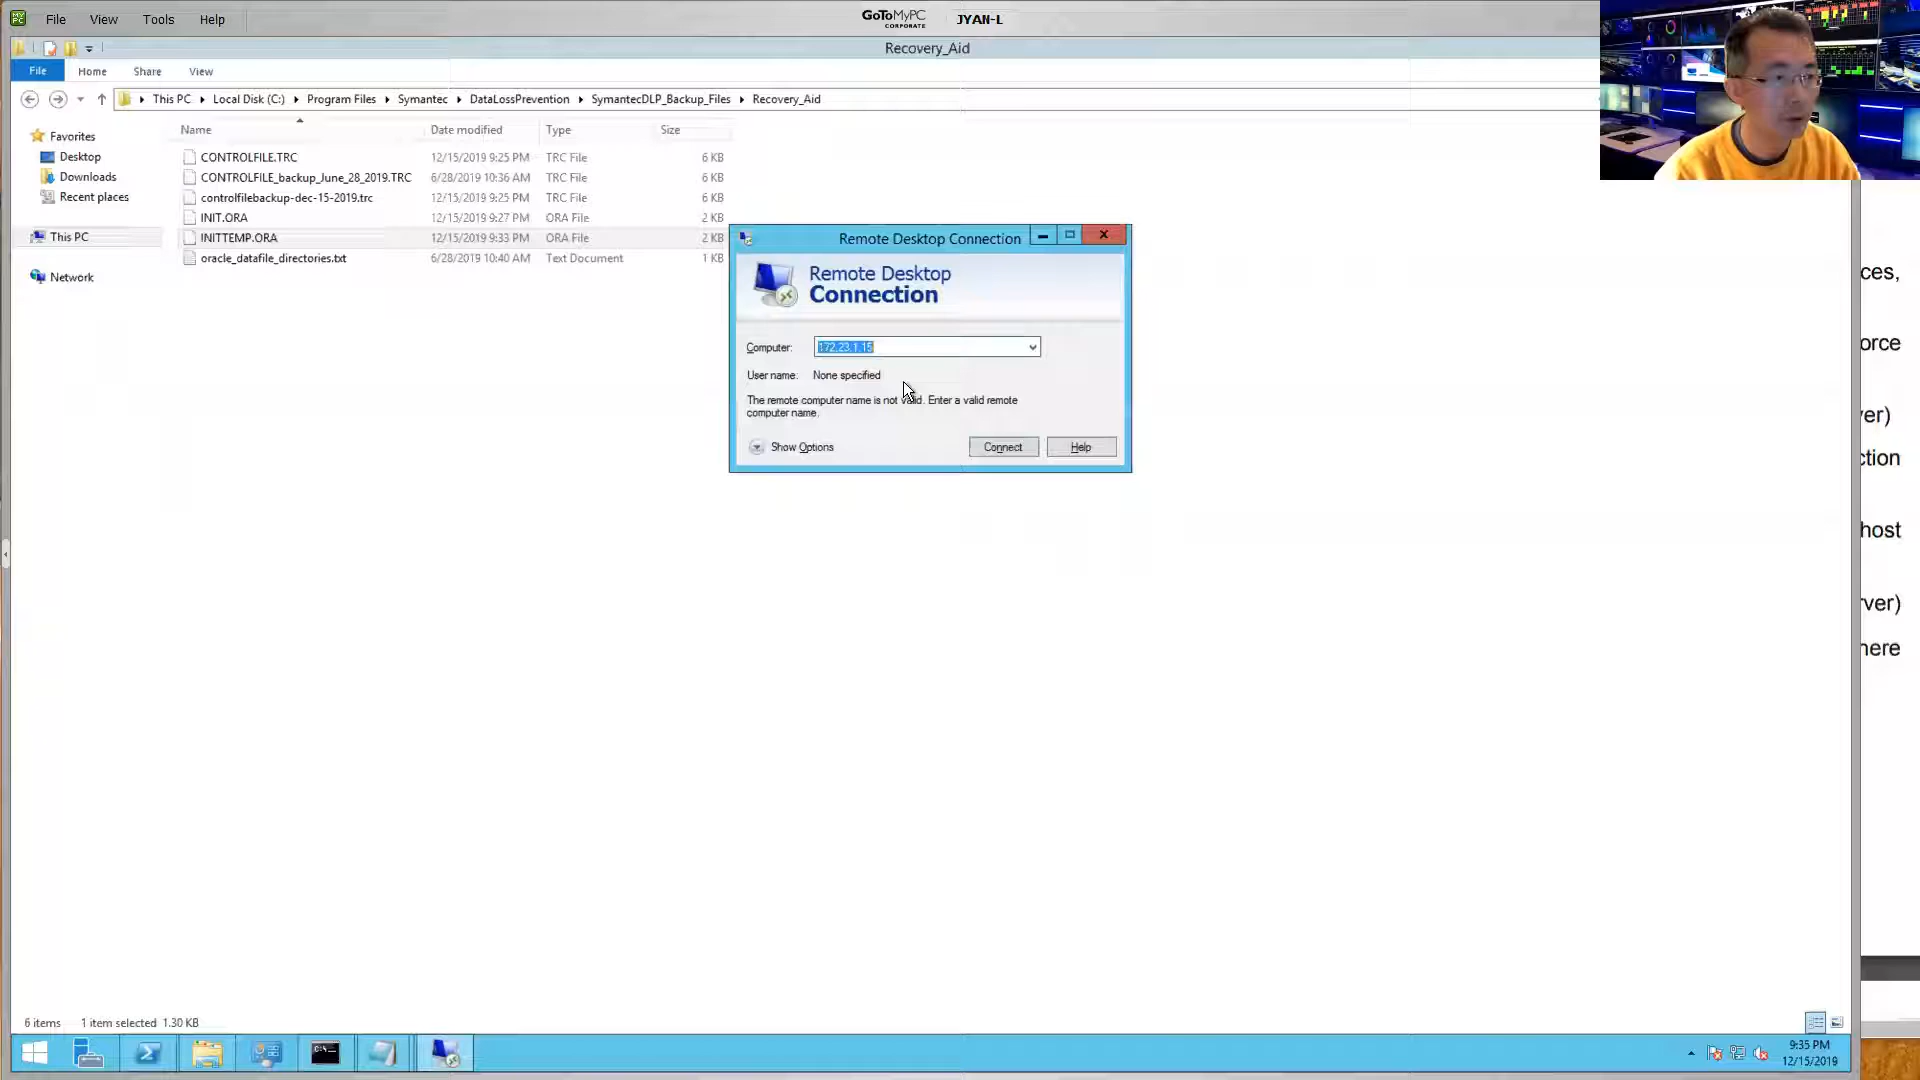 File View Tools Help
GoToMyPC
CORPORATE
JYAN-L
Recovery_Aid
File Home Share View
This PC Local Disk (C:) Program Files Symantec DataLossPrevention SymantecDLP_Backup_Files Recovery_Aid
Favorites
Desktop
Downloads
Recent places
This PC
Network
Name Date modified Type Size
CONTROLFILE.TRC 12/15/2019 9:25 PM TRC File 6 KB
CONTROLFILE_backup_June_28_2019.TRC 6/28/2019 10:36 AM TRC File 6 KB
controlfilebackup-dec-15-2019.trc 12/15/2019 9:25 PM TRC File 6 KB
INIT.ORA 12/15/2019 9:27 PM ORA File 2 KB
INITTEMP.ORA 12/15/2019 9:33 PM ORA File 2 KB
oracle_datafile_directories.txt 6/28/2019 10:40 AM Text Document 1 KB
Remote Desktop Connection
Remote Desktop
Connection
Computer: 172.23.1.15
User name: None specified
The remote computer name is not valid. Enter a valid remote
computer name.
Show Options Connect Help
ces,
orce
er)
ction
host
ver)
here
6 items 1 item selected 1.30 KB
9:35 PM
12/15/2019